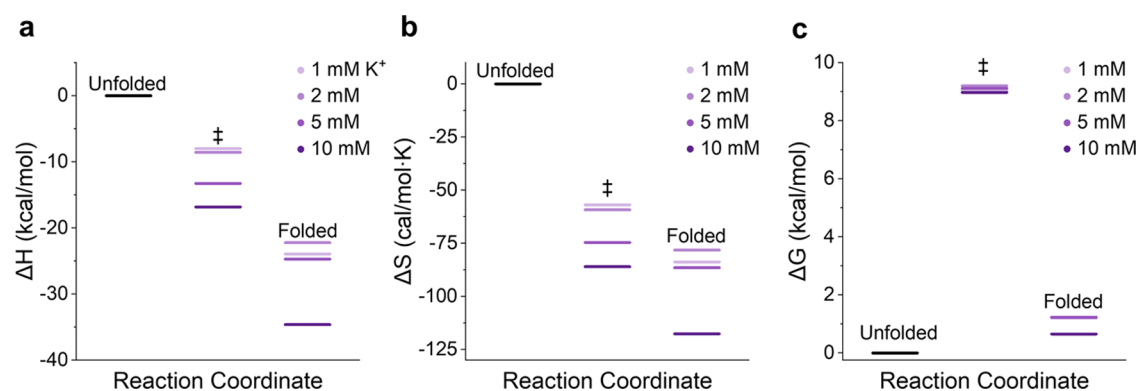 a
ΔH (kcal/mol)
0
-10
-20
-30
-40
Unfolded
‡
Folded
1 mM K⁺
2 mM
5 mM
10 mM
Reaction Coordinate
b
ΔS (cal/mol·K)
0
-25
-50
-75
-100
-125
Unfolded
‡
Folded
1 mM
2 mM
5 mM
10 mM
Reaction Coordinate
c
ΔG (kcal/mol)
10
8
6
4
2
0
Unfolded
‡
Folded
1 mM
2 mM
5 mM
10 mM
Reaction Coordinate